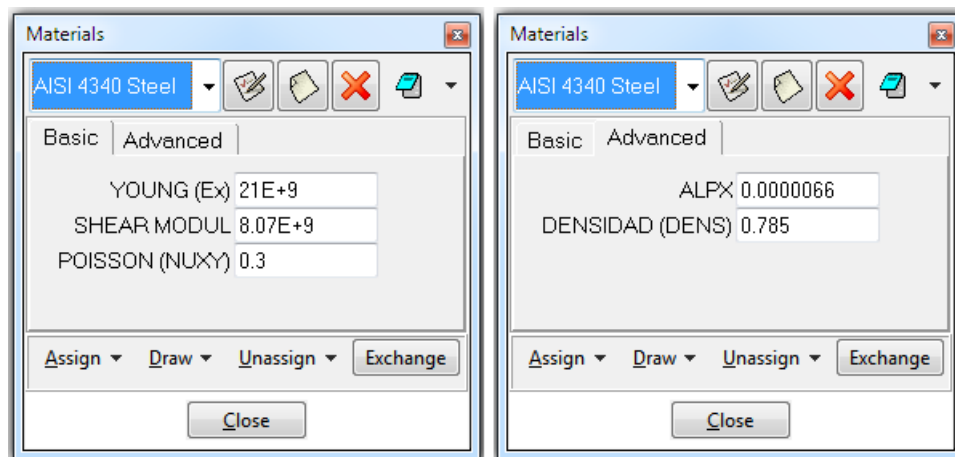 Materials
AISI 4340 Steel
Basic Advanced
YOUNG (Ex) 21E+9
SHEAR MODUL 8.07E+9
POISSON (NUXY) 0.3
Assign Draw Unassign Exchange
Close
Materials
AISI 4340 Steel
Basic Advanced
ALPX 0.0000066
DENSIDAD (DENS) 0.785
Assign Draw Unassign Exchange
Close